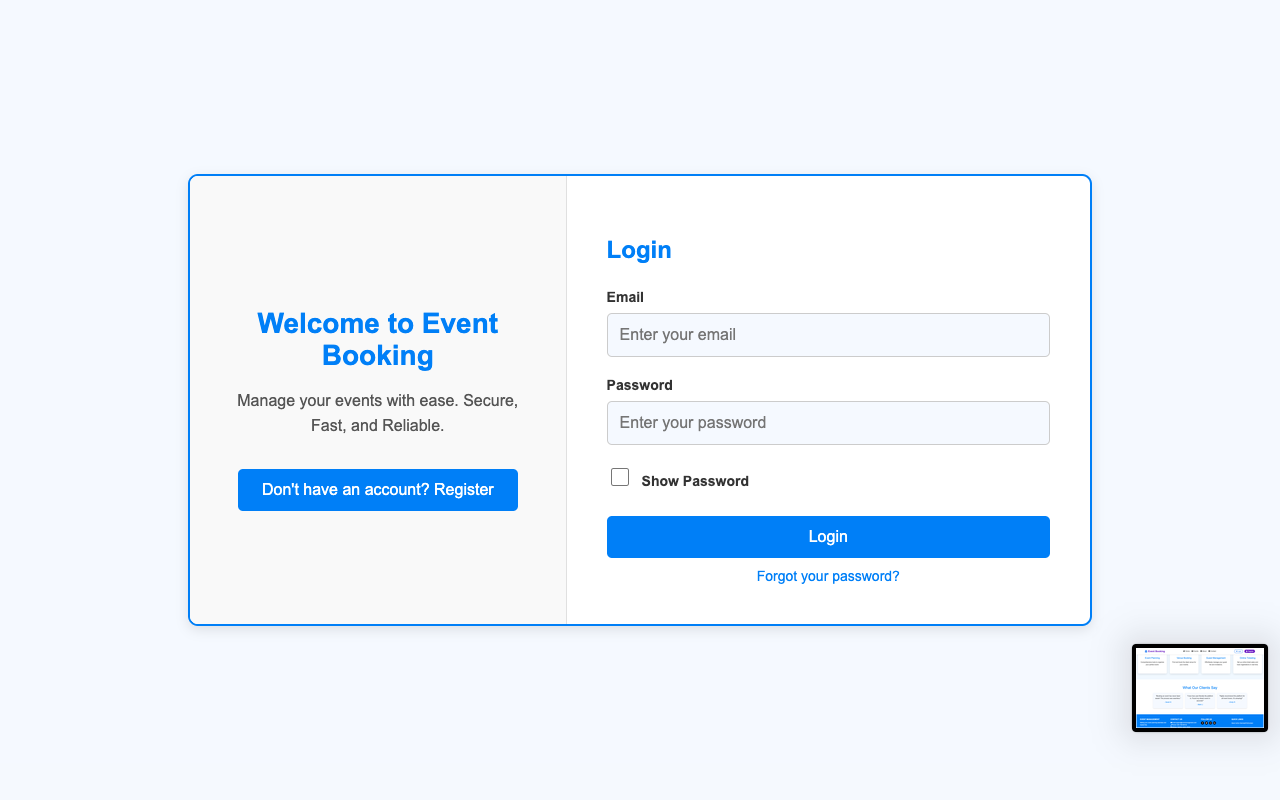 Welcome to Event
Booking
Manage your events with ease. Secure,
Fast, and Reliable.
Don't have an account? Register
Login
Email
Enter your email
Password
Enter your password
Show Password
Login
Forgot your password?
What Our Clients Say